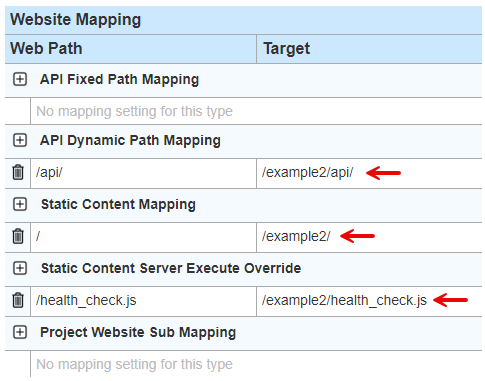 Website Mapping
Web Path Target
API Fixed Path Mapping
No mapping setting for this type
API Dynamic Path Mapping
/api/ /example2/api/
Static Content Mapping
/ /example2/
Static Content Server Execute Override
/health_check.js /example2/health_check.js
Project Website Sub Mapping
No mapping setting for this type